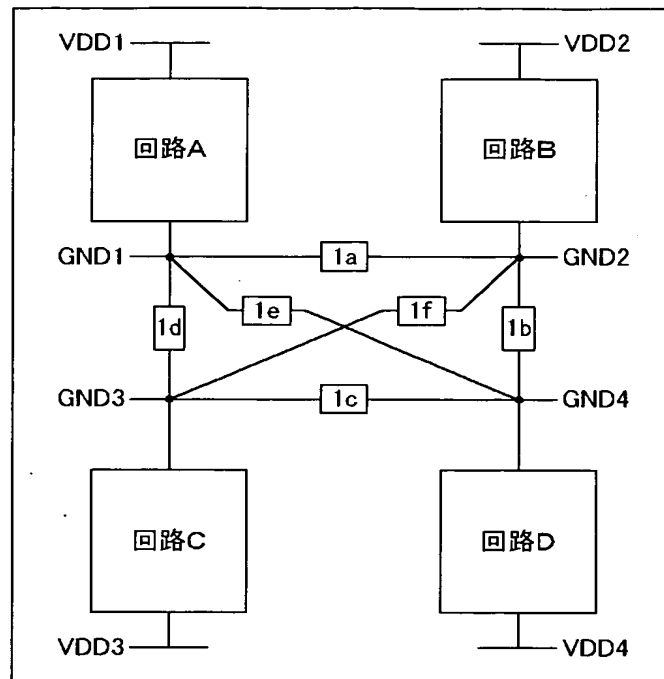 VDD1
VDD2
回路A
回路B
GND1
1a
GND2
1d
1e
1f
1b
GND3
1c
GND4
回路C
回路D
VDD3
VDD4